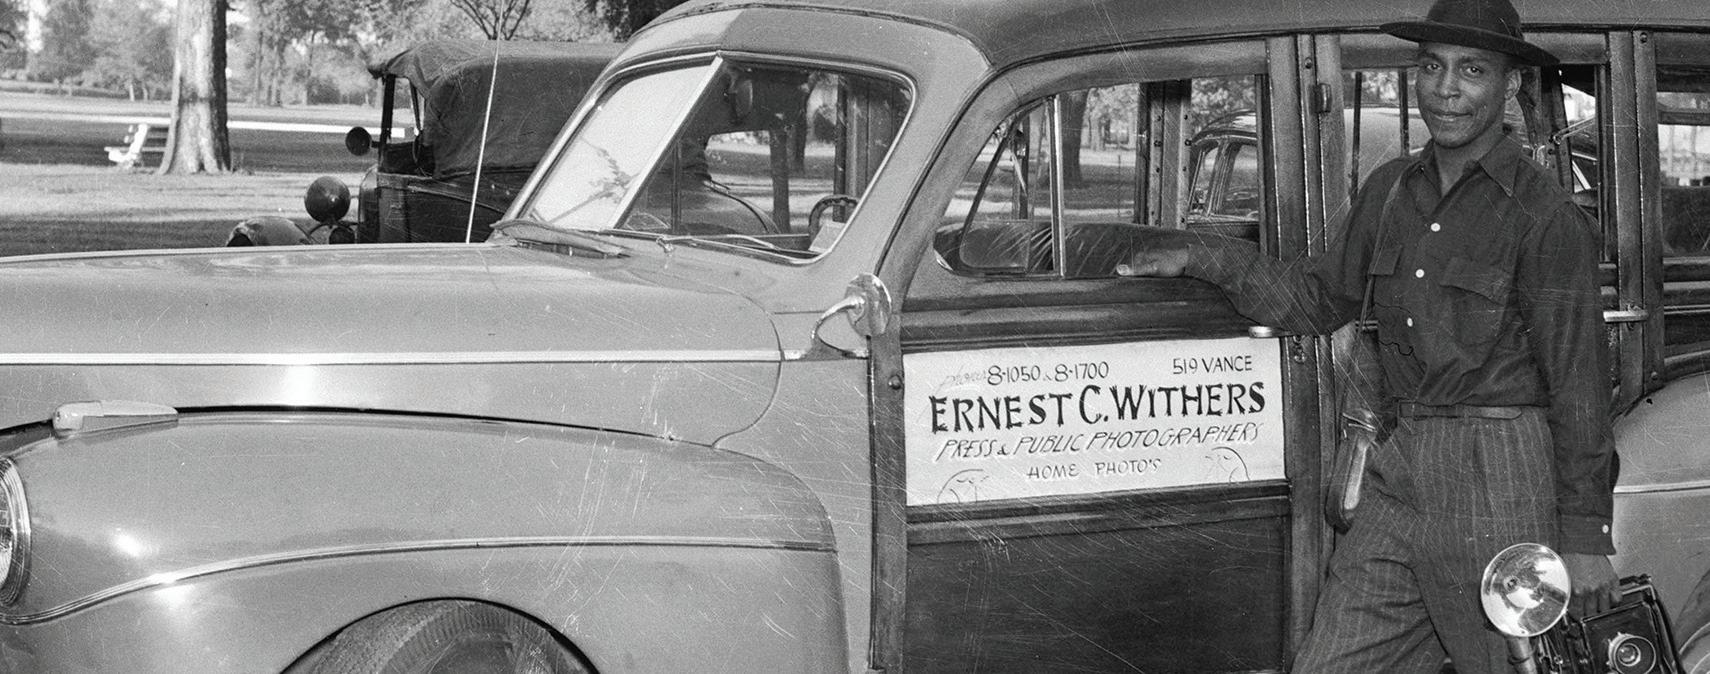 phones 8-1050 & 8-1700 519 VANCE
ERNEST C. WITHERS
PRESS & PUBLIC PHOTOGRAPHERS
HOME PHOTO'S